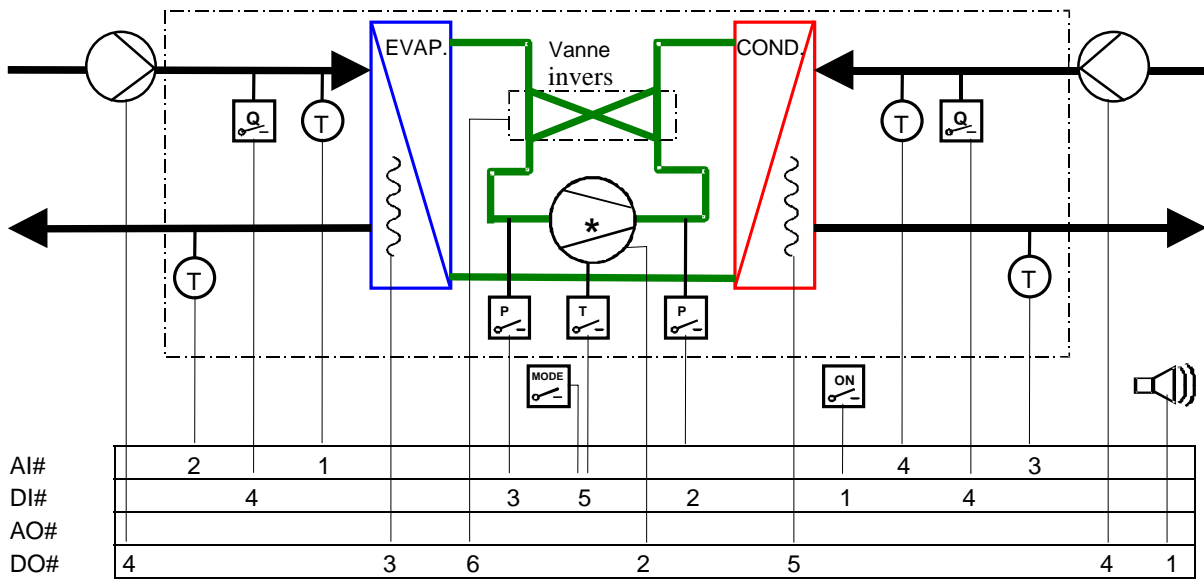 EVAP. Vanne COND.
invers
Q T T Q
*
T P T P T
MODE ON
AI# 2 1 4 3
DI# 4 3 5 2 1 4
AO#
DO# 4 3 6 2 5 4 1